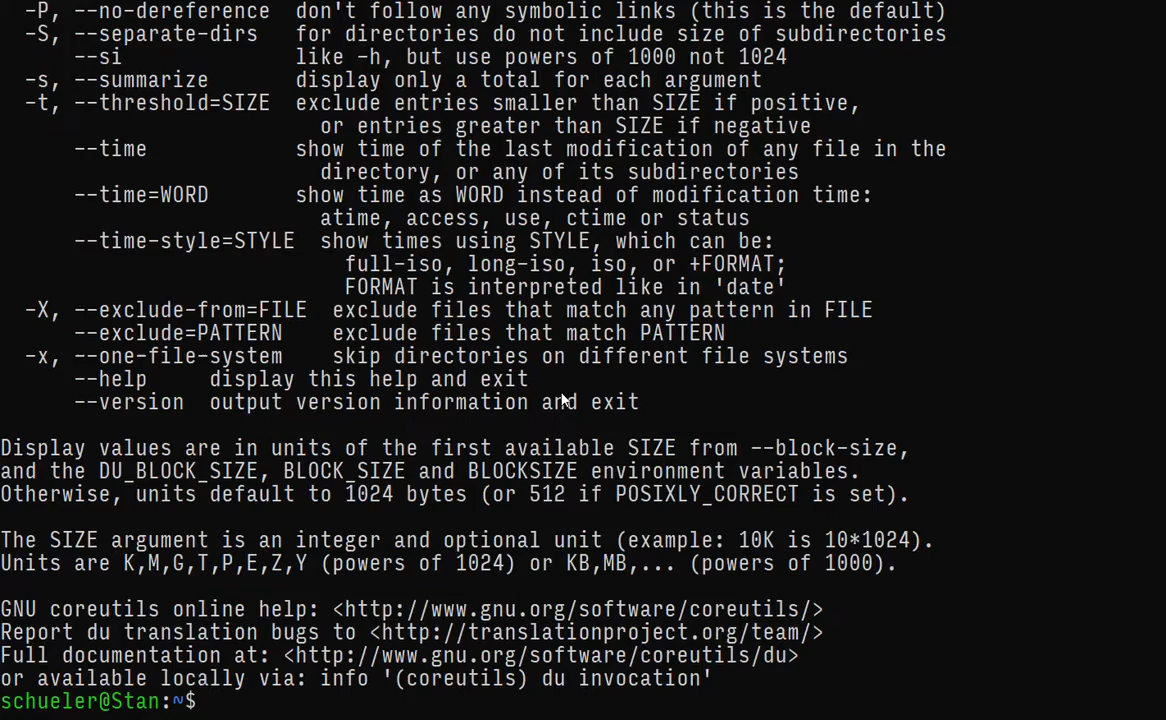 -P, --no-dereference  don't follow any symbolic links (this is the default)
-S, --separate-dirs   for directories do not include size of subdirectories
--si              like -h, but use powers of 1000 not 1024
-s, --summarize       display only a total for each argument
-t, --threshold=SIZE  exclude entries smaller than SIZE if positive,
or entries greater than SIZE if negative
--time            show time of the last modification of any file in the
directory, or any of its subdirectories
--time=WORD       show time as WORD instead of modification time:
atime, access, use, ctime or status
--time-style=STYLE  show times using STYLE, which can be:
full-iso, long-iso, iso, or +FORMAT;
FORMAT is interpreted like in 'date'
-X, --exclude-from=FILE  exclude files that match any pattern in FILE
--exclude=PATTERN    exclude files that match PATTERN
-x, --one-file-system    skip directories on different file systems
--help     display this help and exit
--version  output version information and exit
Display values are in units of the first available SIZE from --block-size,
and the DU_BLOCK_SIZE, BLOCK_SIZE and BLOCKSIZE environment variables.
Otherwise, units default to 1024 bytes (or 512 if POSIXLY_CORRECT is set).
The SIZE argument is an integer and optional unit (example: 10K is 10*1024).
Units are K,M,G,T,P,E,Z,Y (powers of 1024) or KB,MB,... (powers of 1000).
GNU coreutils online help: <http://www.gnu.org/software/coreutils/>
Report du translation bugs to <http://translationproject.org/team/>
Full documentation at: <http://www.gnu.org/software/coreutils/du>
or available locally via: info '(coreutils) du invocation'
schueler@Stan:~$